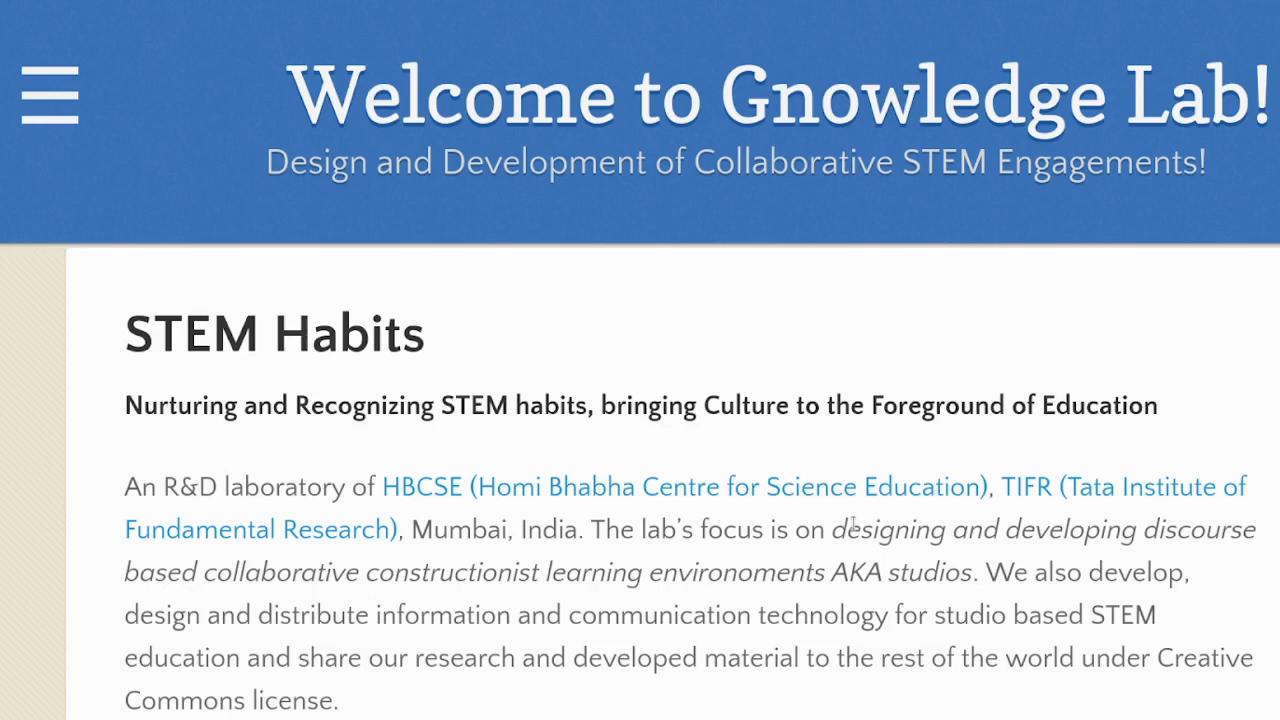 Welcome to Gnowledge Lab!
Design and Development of Collaborative STEM Engagements!
STEM Habits
Nurturing and Recognizing STEM habits, bringing Culture to the Foreground of Education
An R&D laboratory of HBCSE (Homi Bhabha Centre for Science Education), TIFR (Tata Institute of
Fundamental Research), Mumbai, India. The lab's focus is on designing and developing discourse
based collaborative constructionist learning environoments AKA studios. We also develop,
design and distribute information and communication technology for studio based STEM
education and share our research and developed material to the rest of the world under Creative
Commons license.